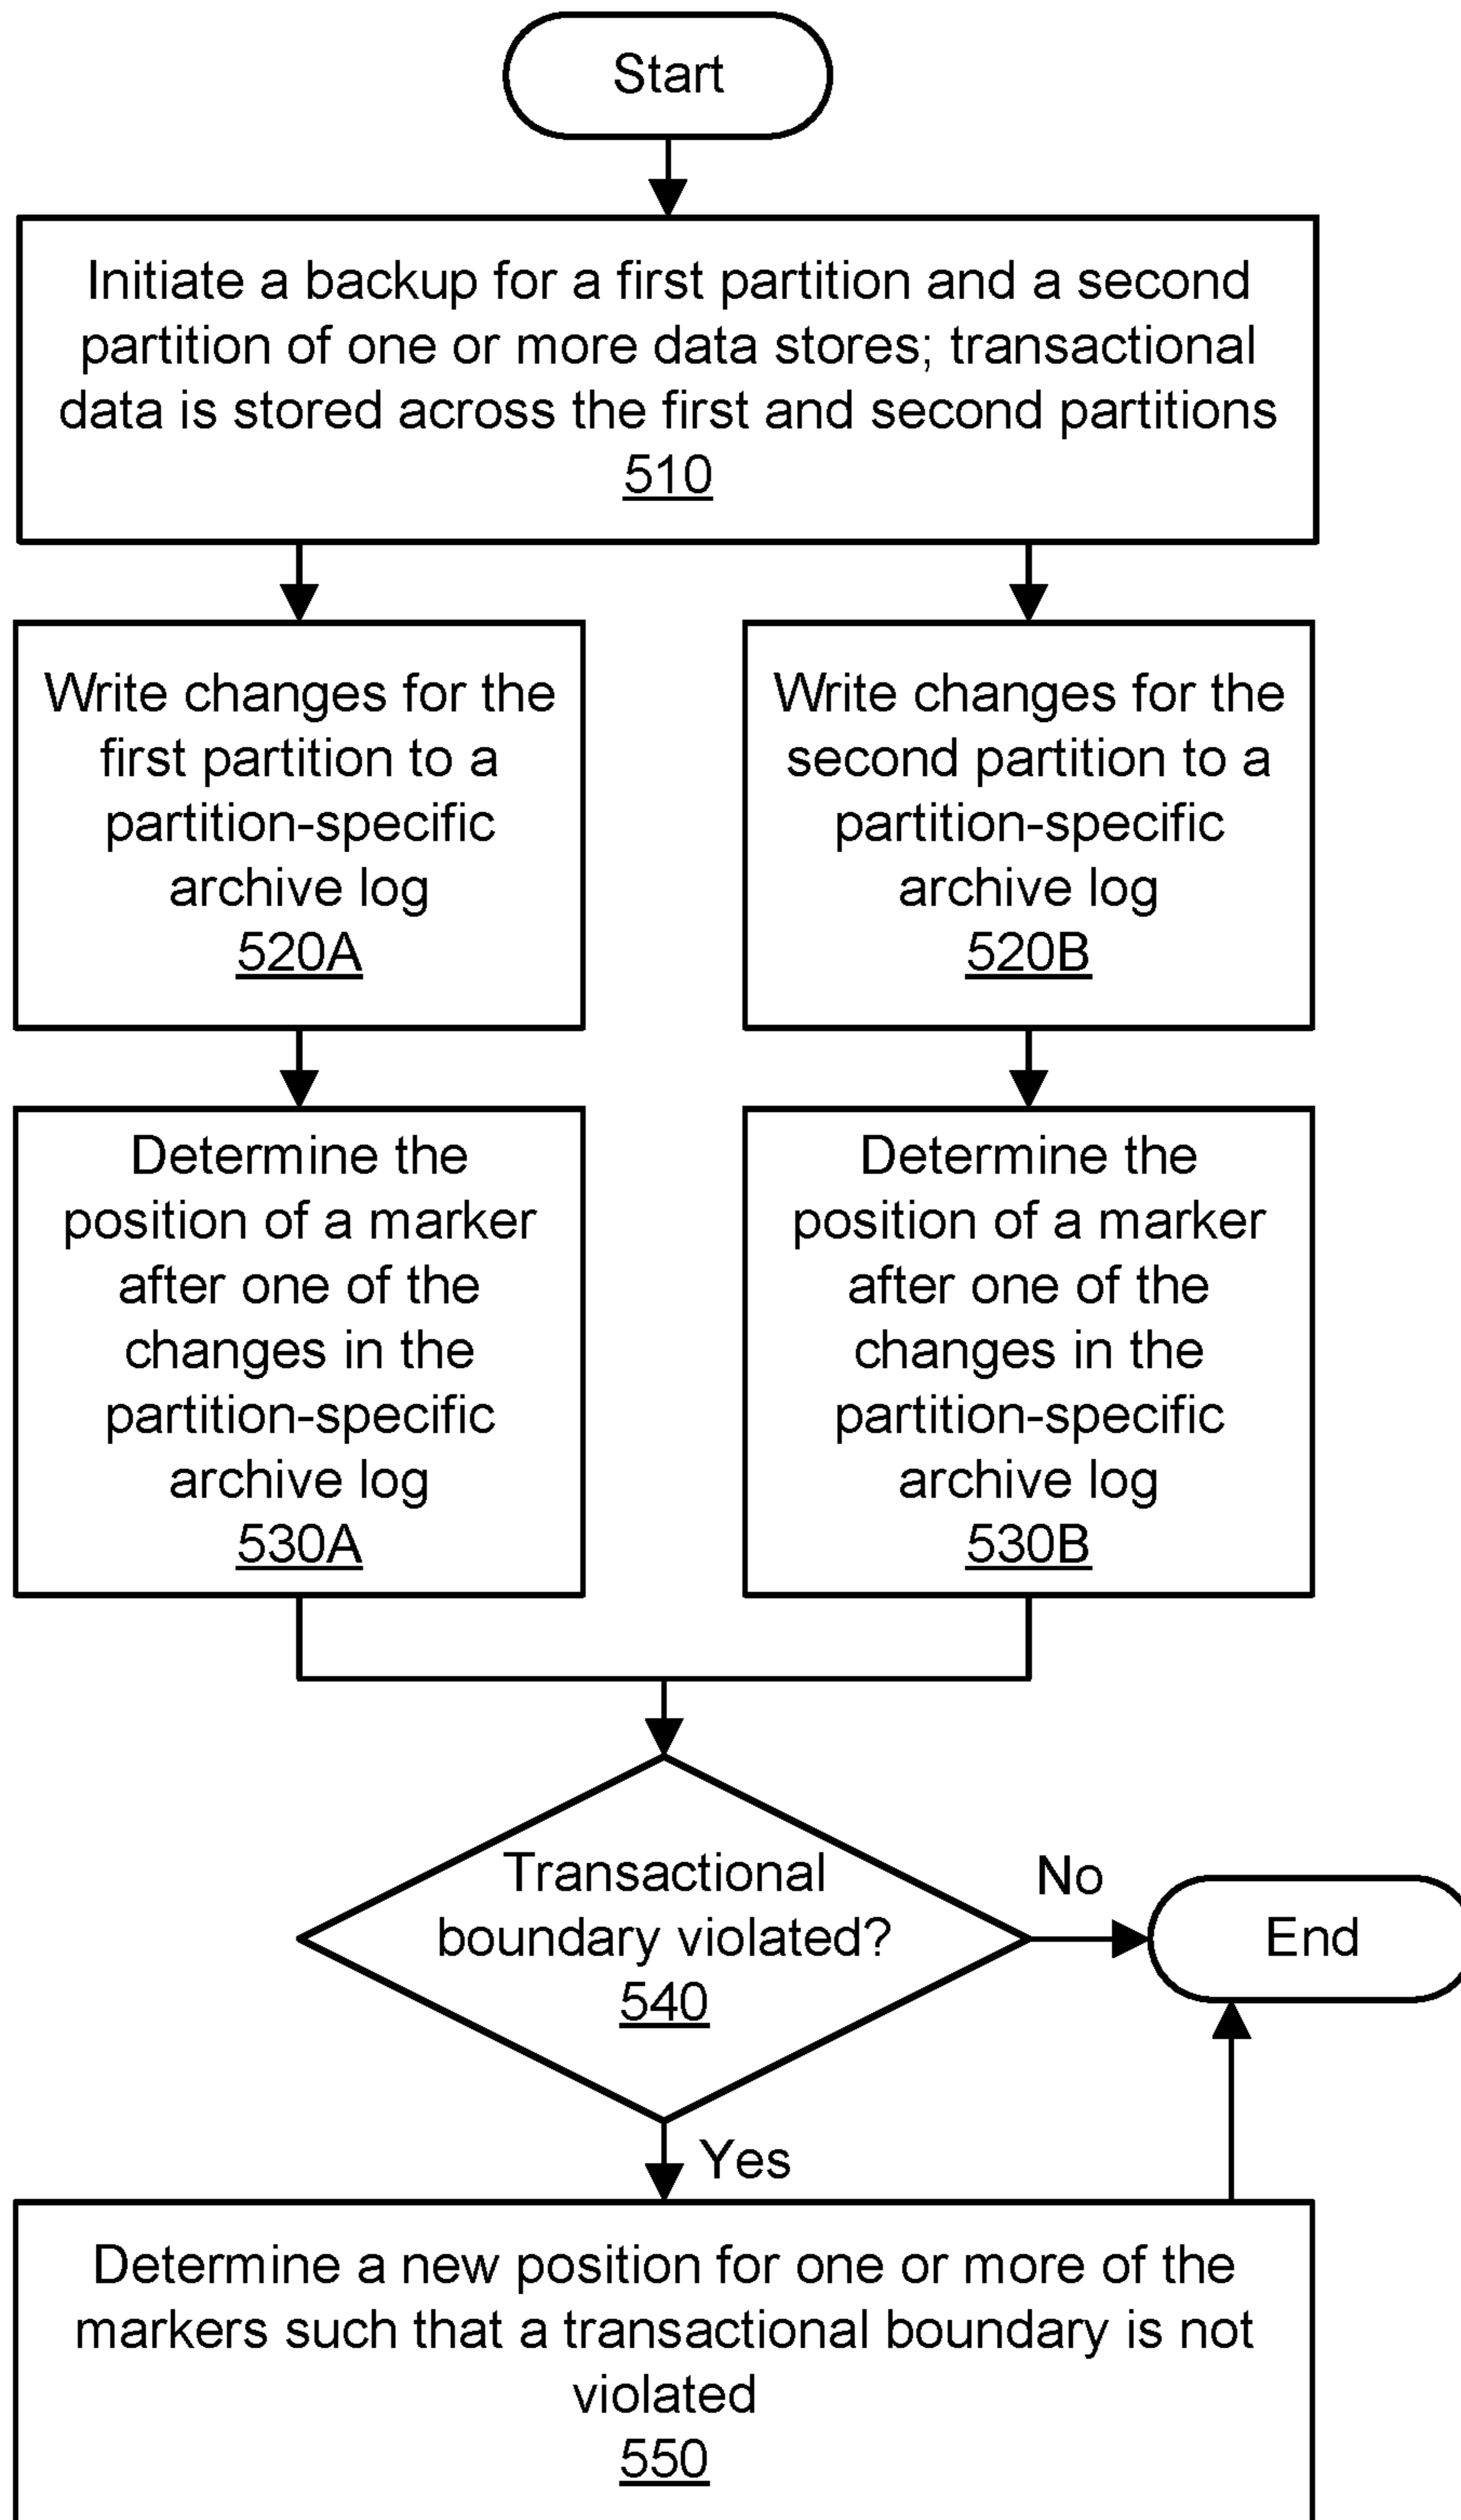 Start
Initiate a backup for a first partition and a second
partition of one or more data stores; transactional
data is stored across the first and second partitions
510
Write changes for the
first partition to a
partition-specific
archive log
520A
Write changes for the
second partition to a
partition-specific
archive log
520B
Determine the
position of a marker
after one of the
changes in the
partition-specific
archive log
530A
Determine the
position of a marker
after one of the
changes in the
partition-specific
archive log
530B
Transactional
boundary violated?
540
No
End
Yes
Determine a new position for one or more of the
markers such that a transactional boundary is not
violated
550